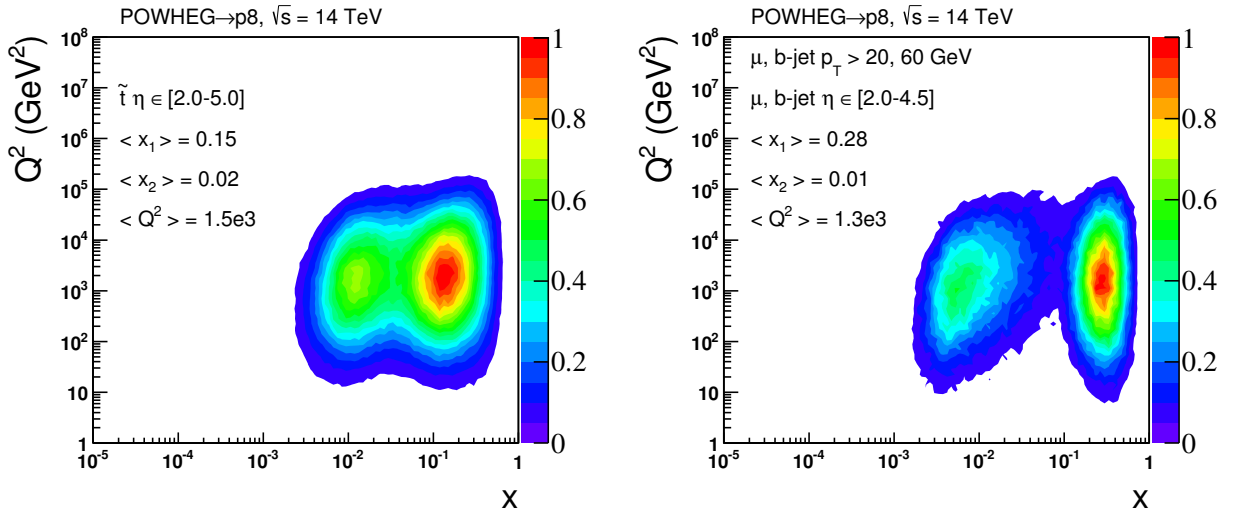 POWHEG→p8, √s = 14 TeV
Q² (GeV²)
10⁸
10⁷
10⁶
10⁵
10⁴
10³
10²
10
1
t̃ η ∈ [2.0-5.0]
< x₁ > = 0.15
< x₂ > = 0.02
< Q² > = 1.5e3
10⁻⁵
10⁻⁴
10⁻³
10⁻²
10⁻¹
1
x
1
0.8
0.6
0.4
0.2
0
POWHEG→p8, √s = 14 TeV
Q² (GeV²)
10⁸
10⁷
10⁶
10⁵
10⁴
10³
10²
10
1
μ, b-jet p_T > 20, 60 GeV
μ, b-jet η ∈ [2.0-4.5]
< x₁ > = 0.28
< x₂ > = 0.01
< Q² > = 1.3e3
10⁻⁵
10⁻⁴
10⁻³
10⁻²
10⁻¹
1
x
1
0.8
0.6
0.4
0.2
0